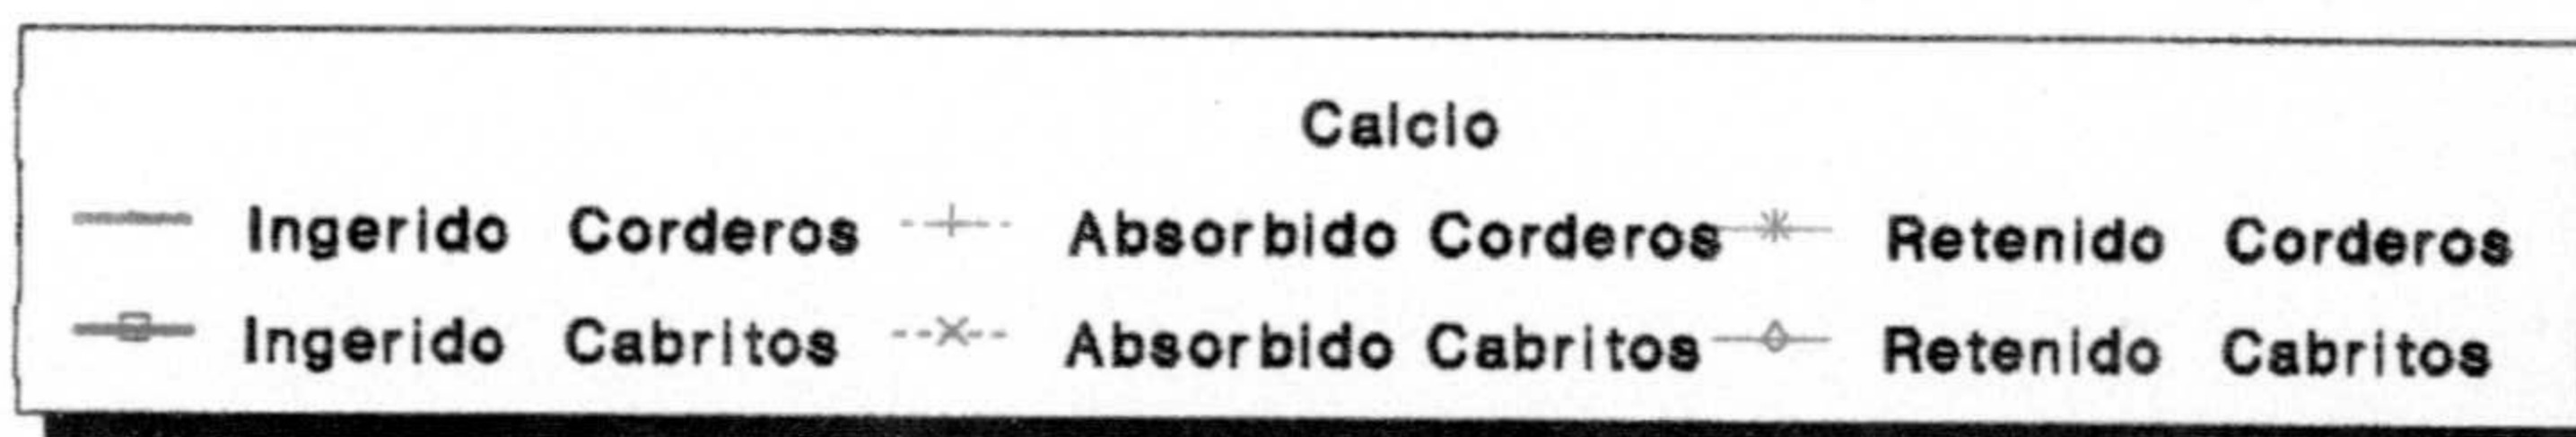 Calcio
Ingerido Corderos Absorbido Corderos Retenido Corderos
Ingerido Cabritos Absorbido Cabritos Retenido Cabritos